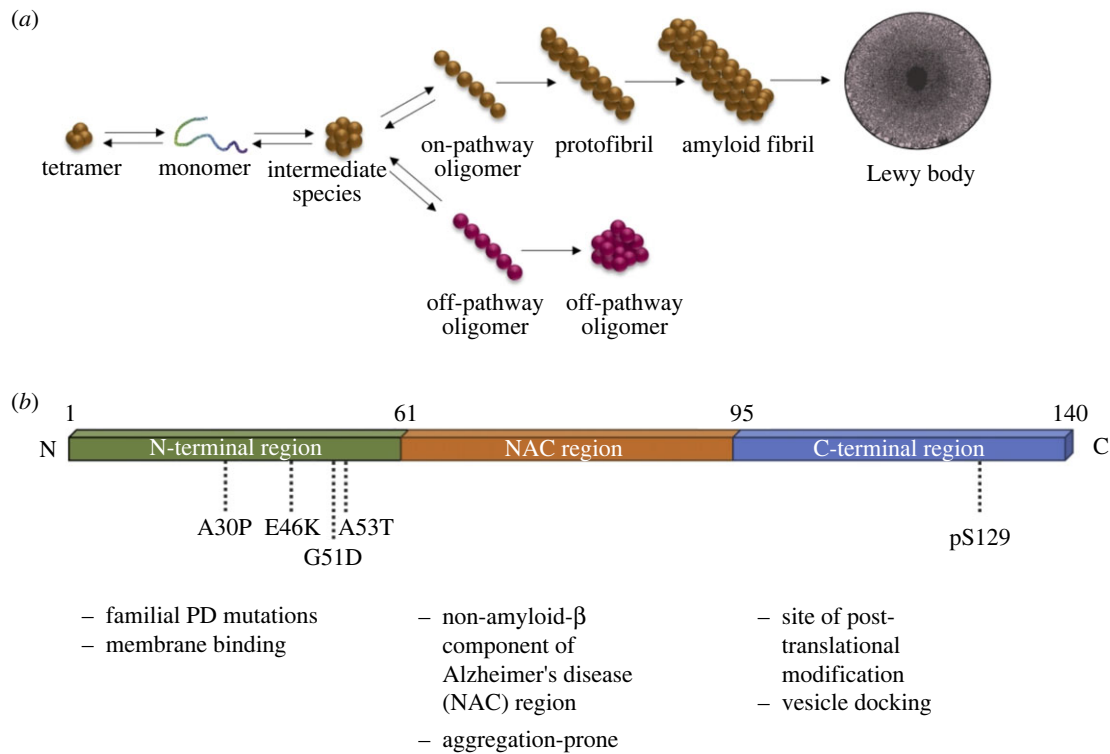 (a)
tetramer
monomer
intermediate
species
on-pathway
oligomer
protofibril
amyloid fibril
Lewy body
off-pathway
oligomer
off-pathway
oligomer
(b)
1
61
95
140
N
N-terminal region
NAC region
C-terminal region
C
A30P
E46K
G51D
A53T
pS129
– familial PD mutations
– membrane binding
– non-amyloid-β
component of
Alzheimer's disease
(NAC) region
– aggregation-prone
– site of post-
translational
modification
– vesicle docking